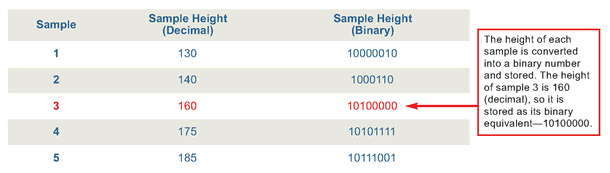 Sample Sample Height (Decimal) Sample Height (Binary)
1 130 10000010
2 140 1000110
3 160 10100000
4 175 10101111
5 185 10111001
The height of each
sample is converted
into a binary number
and stored. The height
of sample 3 is 160
(decimal), so it is
stored as its binary
equivalent—10100000.